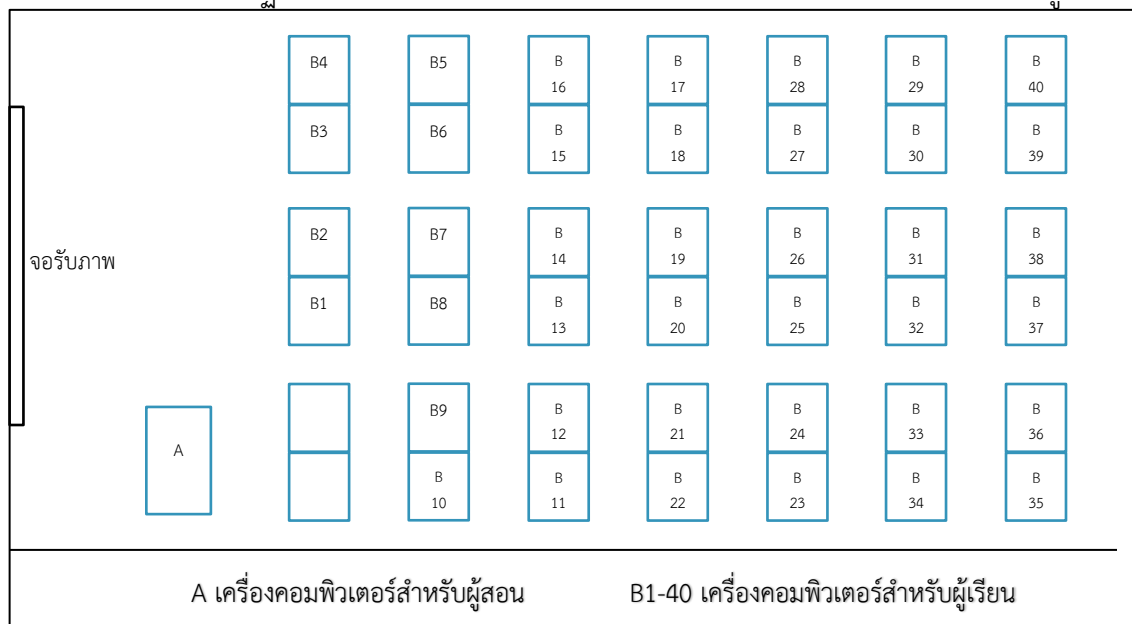 B4 B5 B 16 B 17 B 28 B 29 B 40
B3 B6 B 15 B 18 B 27 B 30 B 39
B2 B7 B 14 B 19 B 26 B 31 B 38
จอรับภาพ
B1 B8 B 13 B 20 B 25 B 32 B 37
B9 B 12 B 21 B 24 B 33 B 36
A
B 10 B 11 B 22 B 23 B 34 B 35
A เครื่องคอมพิวเตอร์สำหรับผู้สอน B1-40 เครื่องคอมพิวเตอร์สำหรับผู้เรียน